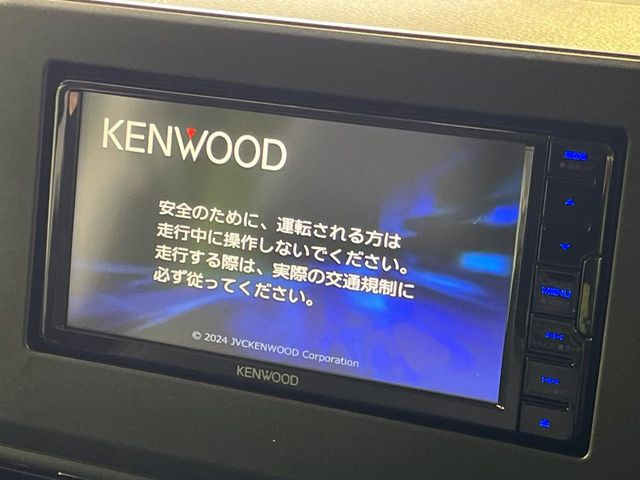 KENWOOD
安全のために、運転される方は
走行中に操作しないでください。
走行する際は、実際の交通規制に
必ず従ってください。
© 2024 JVCKENWOOD Corporation
KENWOOD
MENU